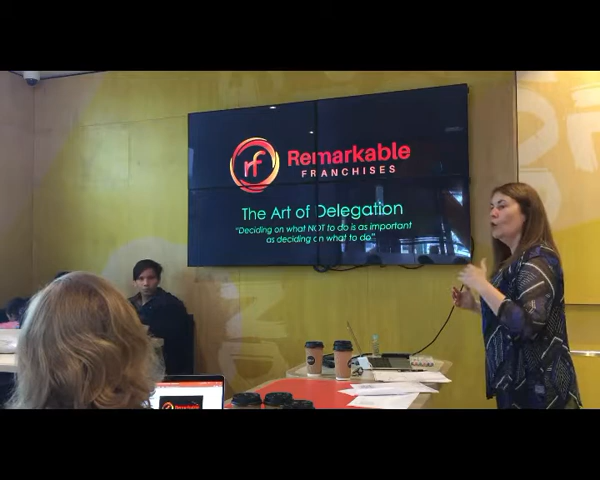 rf
Remarkable
FRANCHISES
The Art of Delegation
"Deciding on what NOT to do is as important
as deciding on what to do"